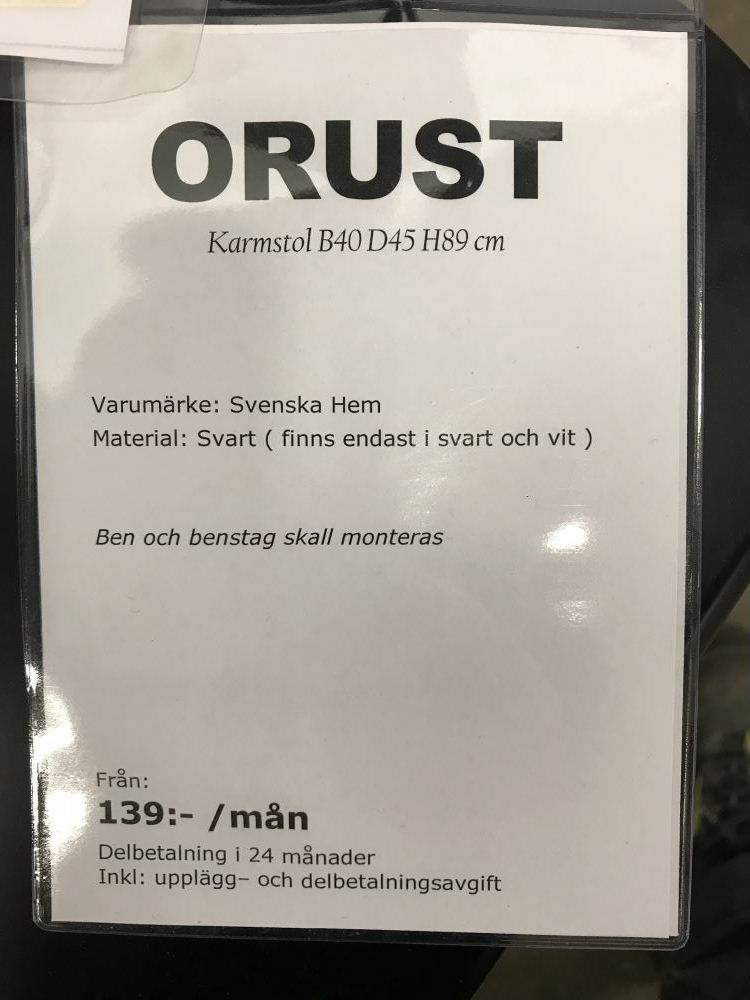 ORUST
Karmstol B40 D45 H89 cm
Varumärke: Svenska Hem
Material: Svart ( finns endast i svart och vit )
Ben och benstag skall monteras
Från:
139:- /mån
Delbetalning i 24 månader
Inkl: upplägg- och delbetalningsavgift